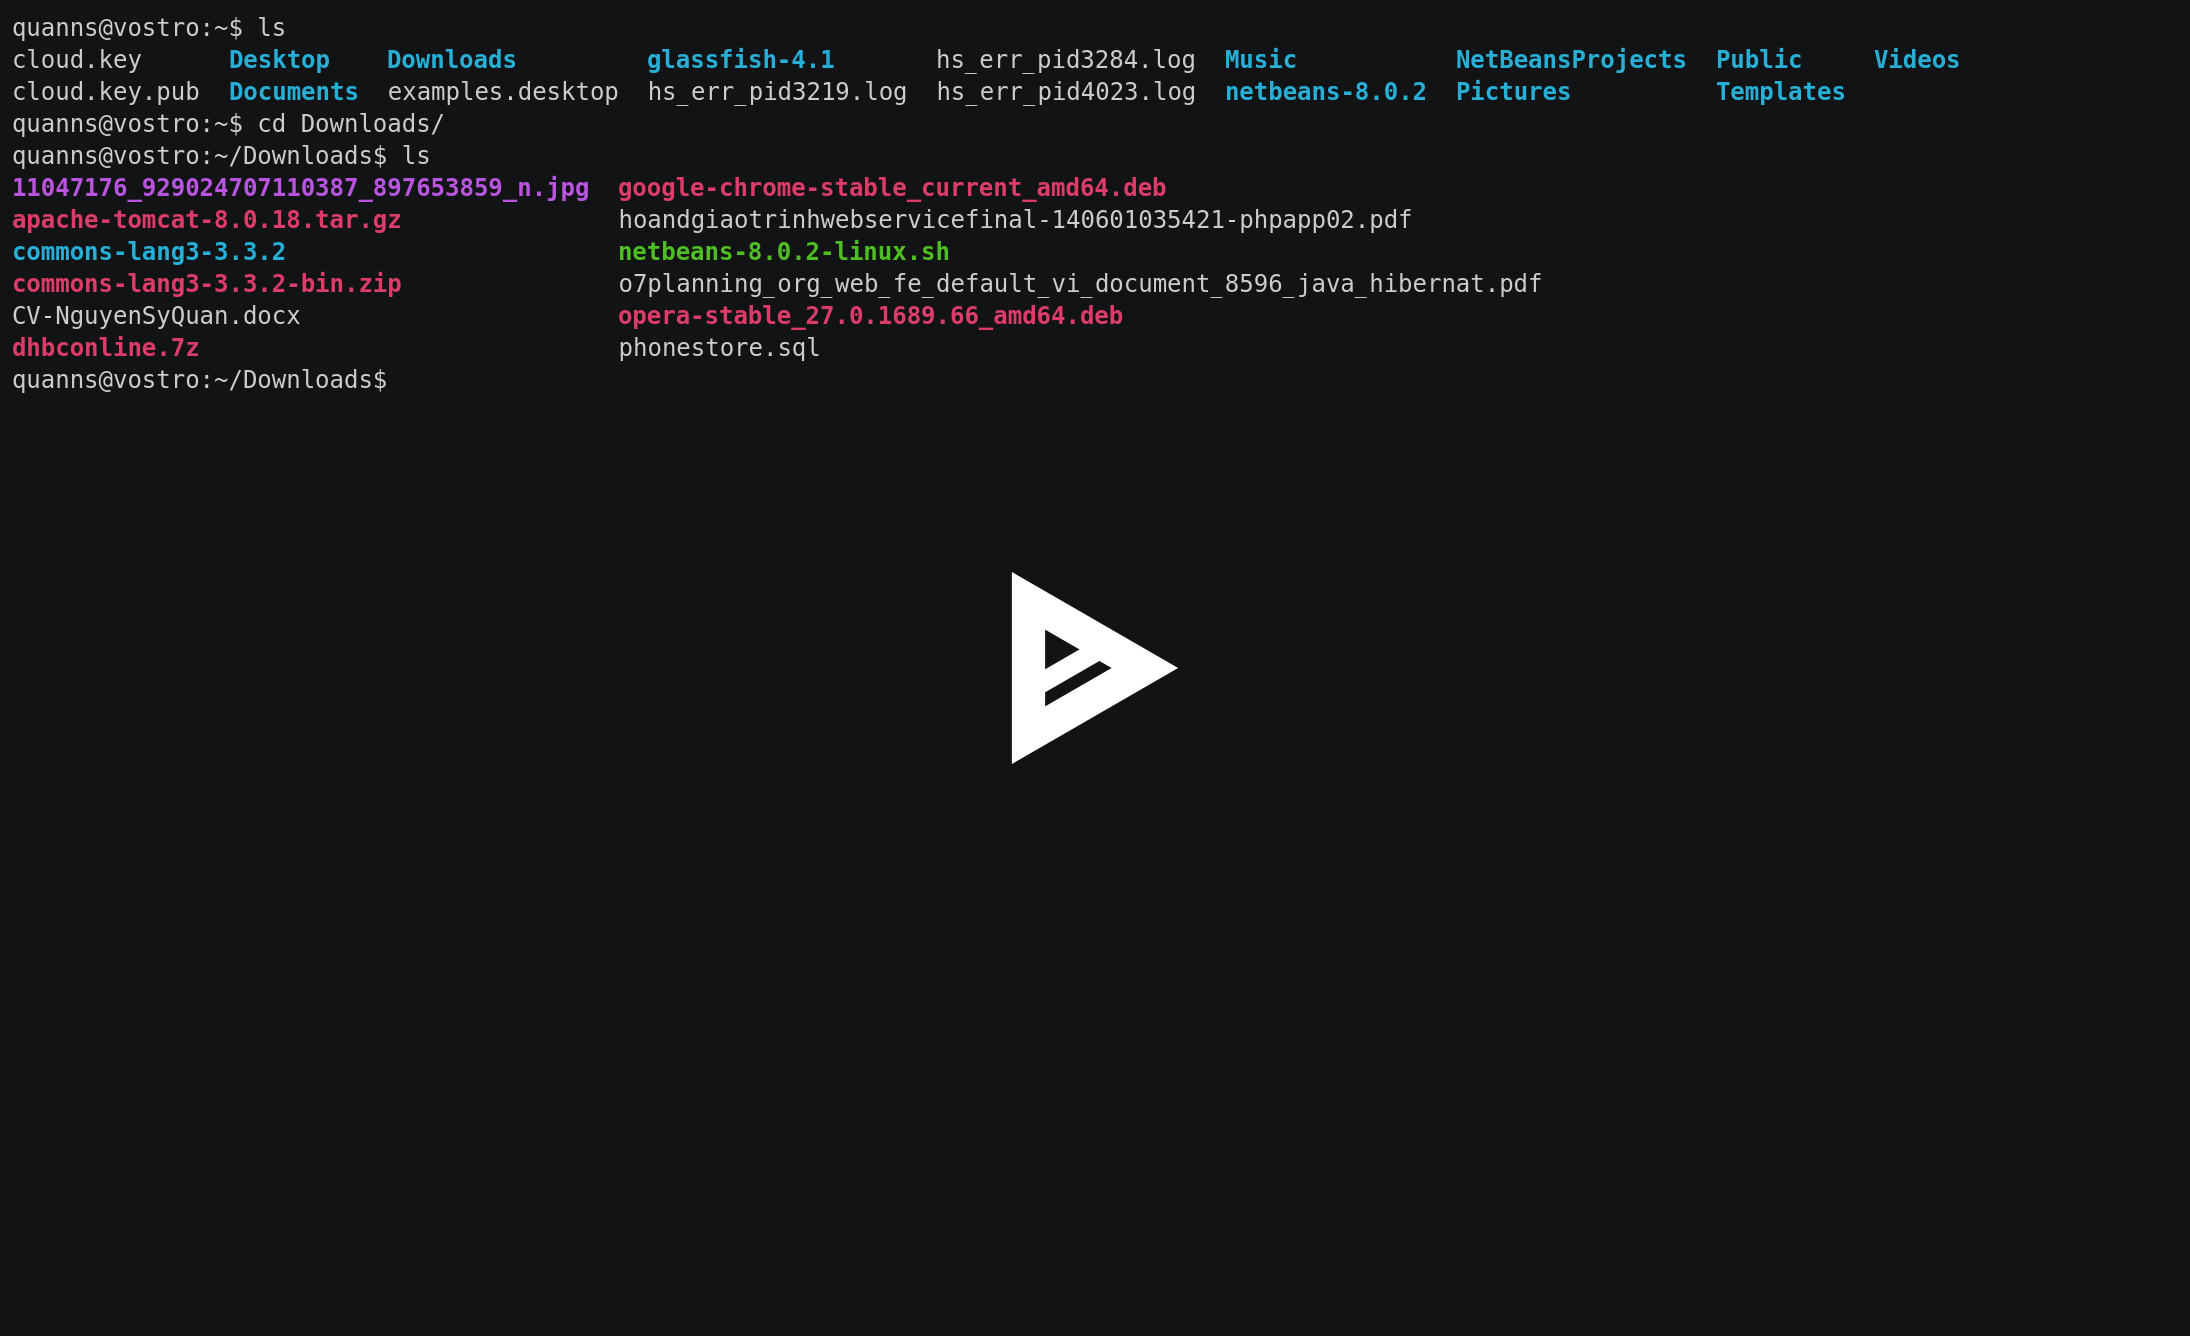 quanns@vostro:~$ ls
cloud.key      Desktop    Downloads         glassfish-4.1       hs_err_pid3284.log  Music           NetBeansProjects  Public     Videos
cloud.key.pub  Documents  examples.desktop  hs_err_pid3219.log  hs_err_pid4023.log  netbeans-8.0.2  Pictures          Templates
quanns@vostro:~$ cd Downloads/
quanns@vostro:~/Downloads$ ls
11047176_929024707110387_897653859_n.jpg  google-chrome-stable_current_amd64.deb
apache-tomcat-8.0.18.tar.gz               hoandgiaotrinhwebservicefinal-140601035421-phpapp02.pdf
commons-lang3-3.3.2                       netbeans-8.0.2-linux.sh
commons-lang3-3.3.2-bin.zip               o7planning_org_web_fe_default_vi_document_8596_java_hibernat.pdf
CV-NguyenSyQuan.docx                      opera-stable_27.0.1689.66_amd64.deb
dhbconline.7z                             phonestore.sql
quanns@vostro:~/Downloads$